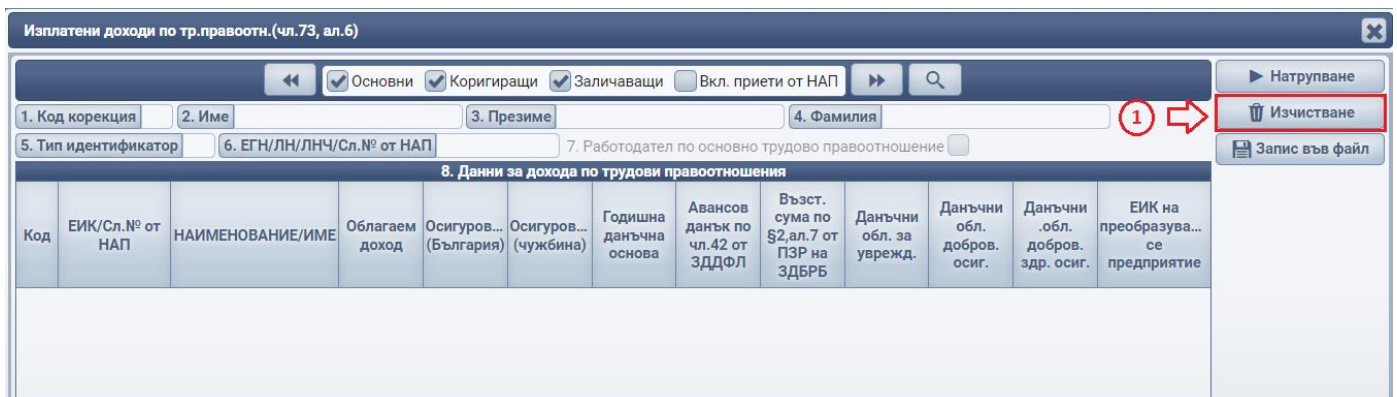 Изплатени доходи по тр.правоотн.(чл.73, ал.6)
Основни Коригиращи Заличаващи Вкл. приети от НАП
Натрупване
1. Код корекция 2. Име 3. Презиме 4. Фамилия
1 Изчистване
5. Тип идентификатор 6. ЕГН/ЛН/ЛНЧ/Сл.№ от НАП 7. Работодател по основно трудово правоотношение
Запис във файл
8. Данни за дохода по трудови правоотношения
Код
ЕИК/Сл.№ от
НАП
НАИМЕНОВАНИЕ/ИМЕ
Облагаем
доход
Осигуров...
(България)
Осигуров...
(чужбина)
Годишна
данъчна
основа
Авансов
данък по
чл.42 от
ЗДДФЛ
Възст.
сума по
§2,ал.7 от
ПЗР на
ЗДБРБ
Данъчни
обл. за
уврежд.
Данъчни
обл.
добров.
осиг.
Данъчни
.обл.
добров.
здр. осиг.
ЕИК на
преобразува...
се
предприятие